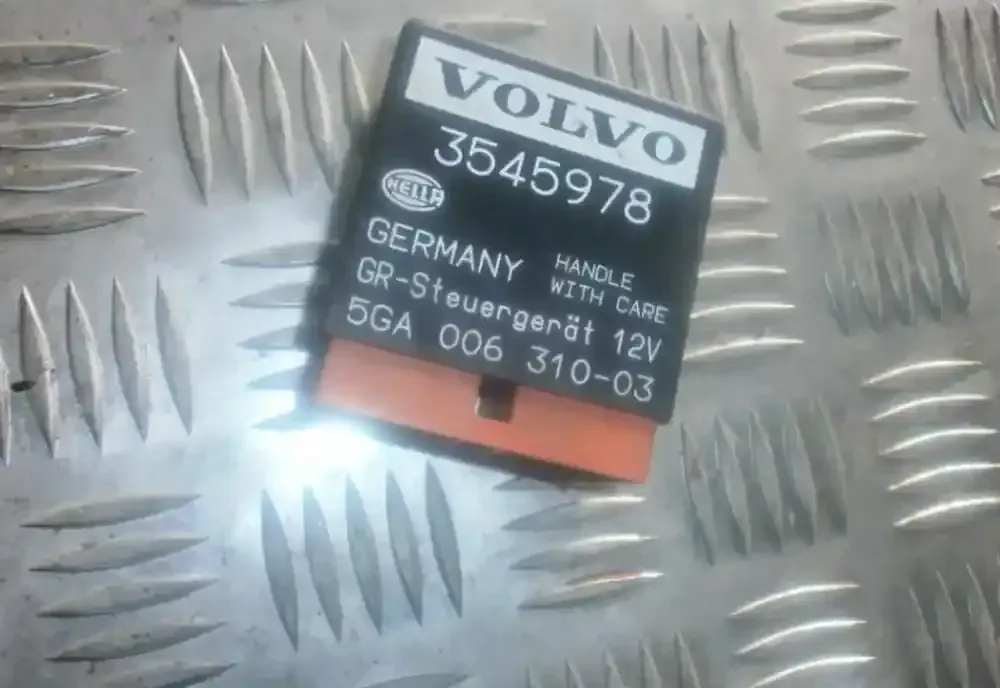 VOLVO
3545978
HELLA
GERMANY
HANDLE
WITH CARE
GR-Steuergerät 12V
5GA 006 310-03